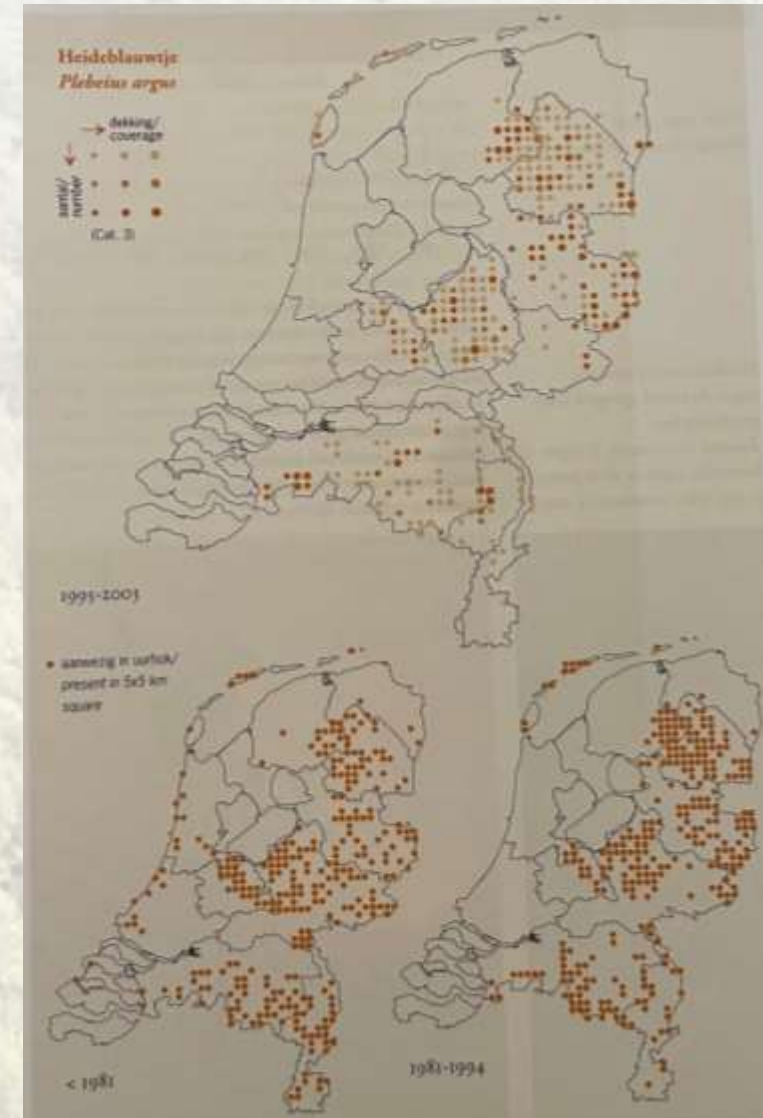 Heideblauwtje
Plebeius argus
dekking/
coverage
aantal/
number
(Cat. 3)
1995-2003
aanwezig in uurhok/
present in 5x5 km
square
< 1981
1981-1994